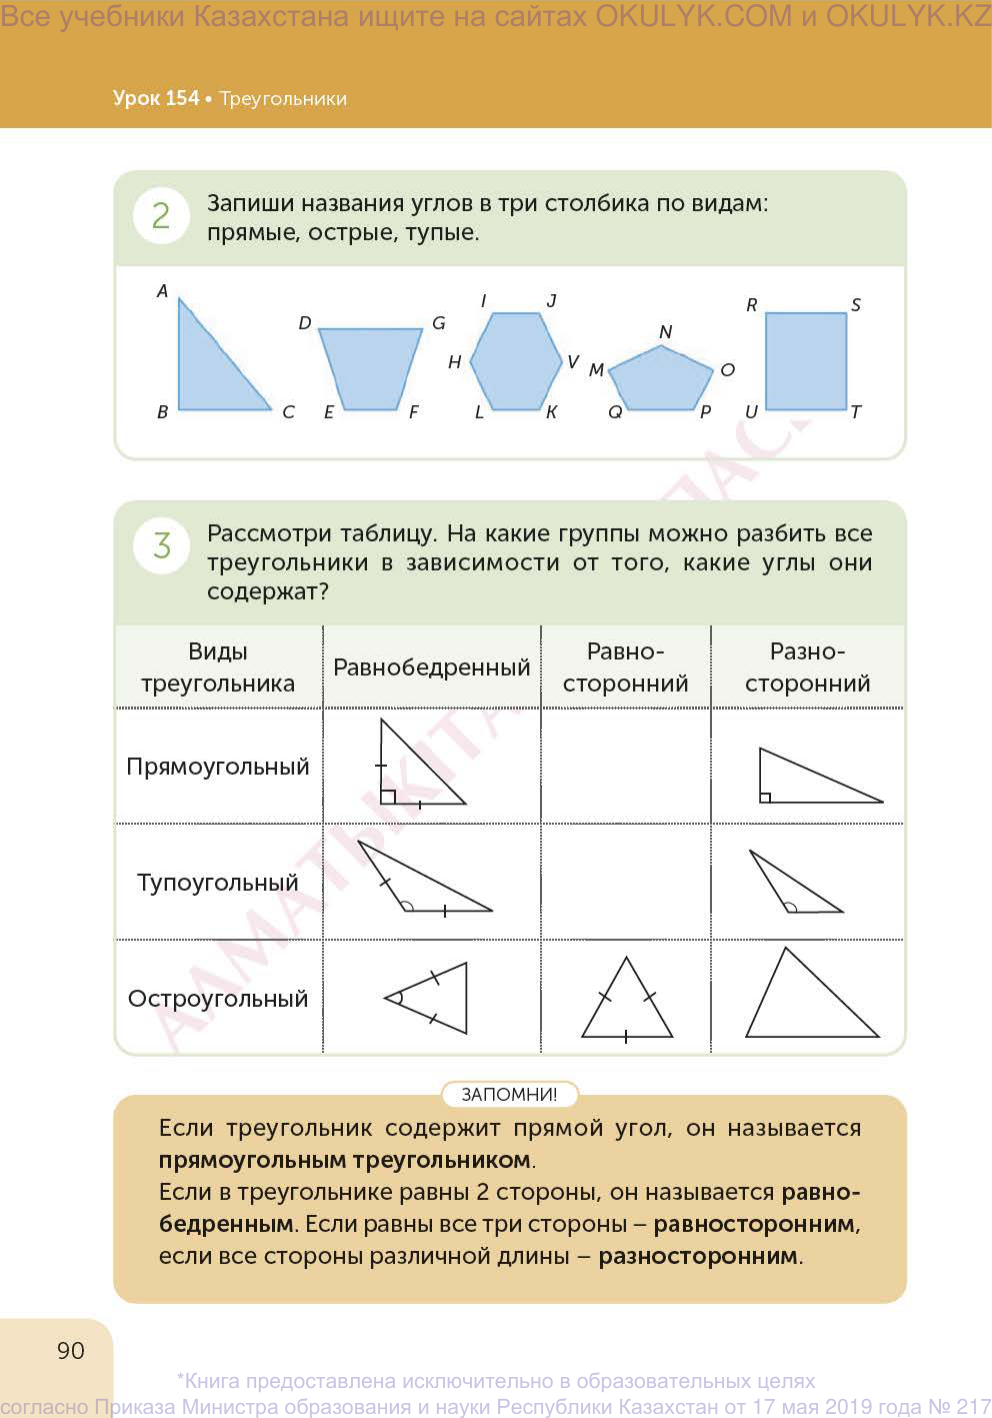 Все учебники Казахстана ищите на сайтах OKULYK.COM и OKULYK.KZ
Урок 154 • Треугольники
2
Запиши названия углов в три столбика по видам:
прямые, острые, тупые.
A
B
C
D
G
E
F
I
J
H
V
L
K
N
M
O
Q
P
R
S
U
T
3
Рассмотри таблицу. На какие группы можно разбить все
треугольники в зависимости от того, какие углы они
содержат?
Виды
треугольника
Равнобедренный
Равно-
сторонний
Разно-
сторонний
Прямоугольный
Тупоугольный
Остроугольный
ЗАПОМНИ!
Если треугольник содержит прямой угол, он называется
прямоугольным треугольником.
Если в треугольнике равны 2 стороны, он называется равно-
бедренным. Если равны все три стороны – равносторонним,
если все стороны различной длины – разносторонним.
90
*Книга предоставлена исключительно в образовательных целях
согласно Приказа Министра образования и науки Республики Казахстан от 17 мая 2019 года № 217